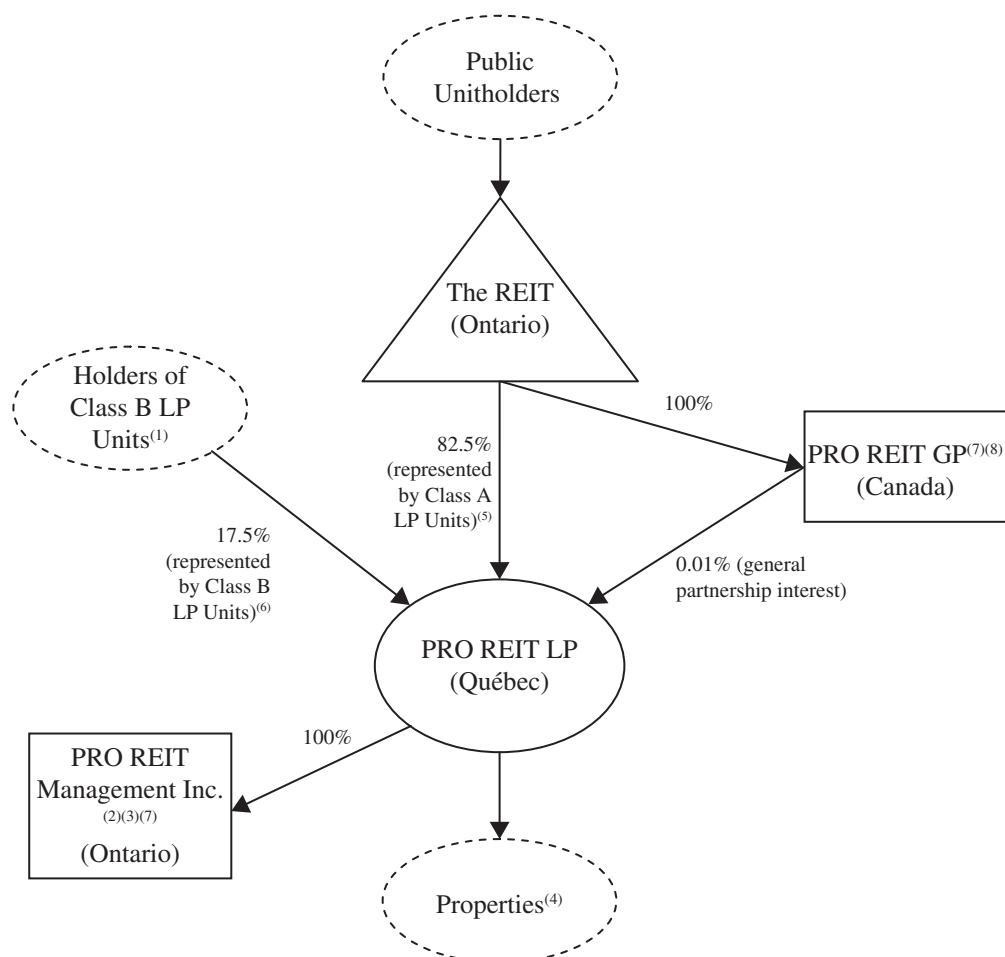 Public
Unitholders
The REIT
(Ontario)
Holders of
Class B LP
Units(1)
100%
82.5%
(represented
by Class A
LP Units)(5)
PRO REIT GP(7)(8)
(Canada)
17.5%
(represented
by Class B
LP Units)(6)
0.01% (general
partnership interest)
PRO REIT LP
(Québec)
100%
PRO REIT
Management Inc.
(2)(3)(7)
(Ontario)
Properties(4)